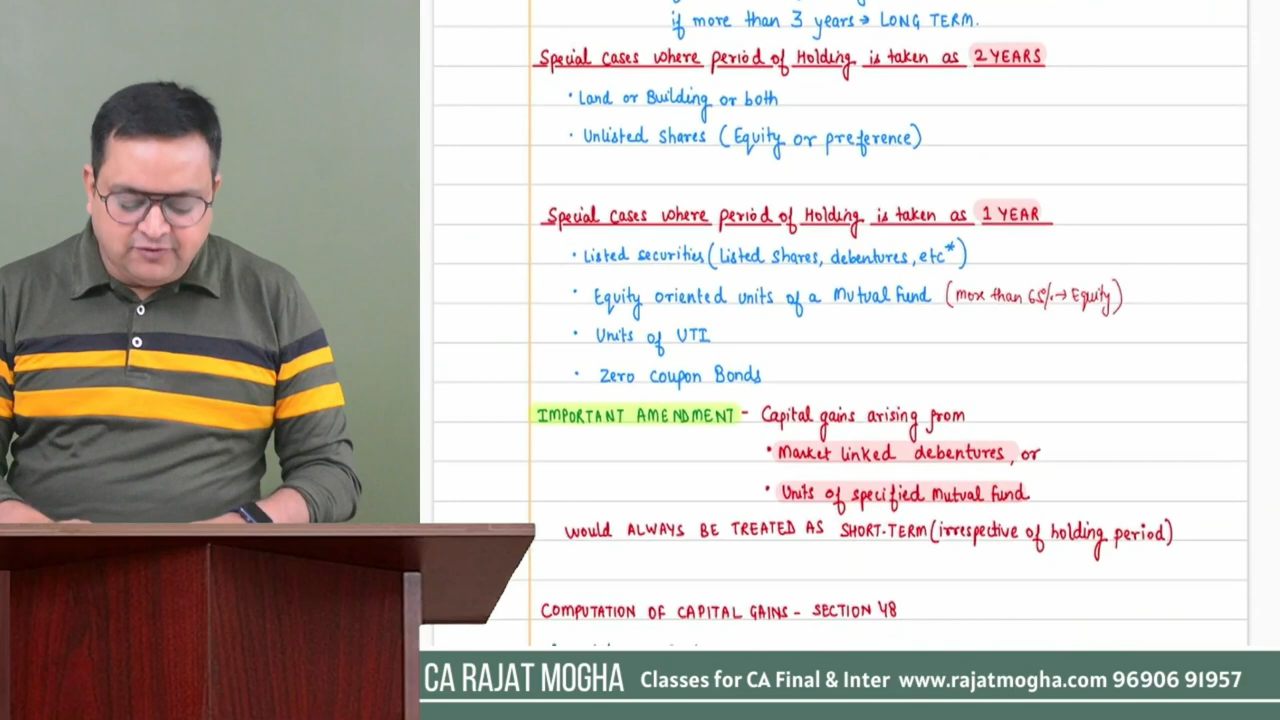 if more than 3 years → LONG TERM.
Special cases where period of Holding is taken as 2 YEARS
• Land or Building or both
• Unlisted shares (Equity or preference)
Special cases where period of Holding is taken as 1 YEAR
• Listed securities (Listed shares, debentures, etc*)
• Equity oriented units of a Mutual Fund (more than 65% → Equity)
• Units of UTI
• Zero Coupon Bonds
IMPORTANT AMENDMENT - Capital gains arising from
• Market linked debentures, or
• Units of specified Mutual Fund
would ALWAYS BE TREATED AS SHORT-TERM (irrespective of holding period)
COMPUTATION OF CAPITAL GAINS - SECTION 48
CA RAJAT MOGHA Classes for CA Final & Inter www.rajatmogha.com 96906 91957